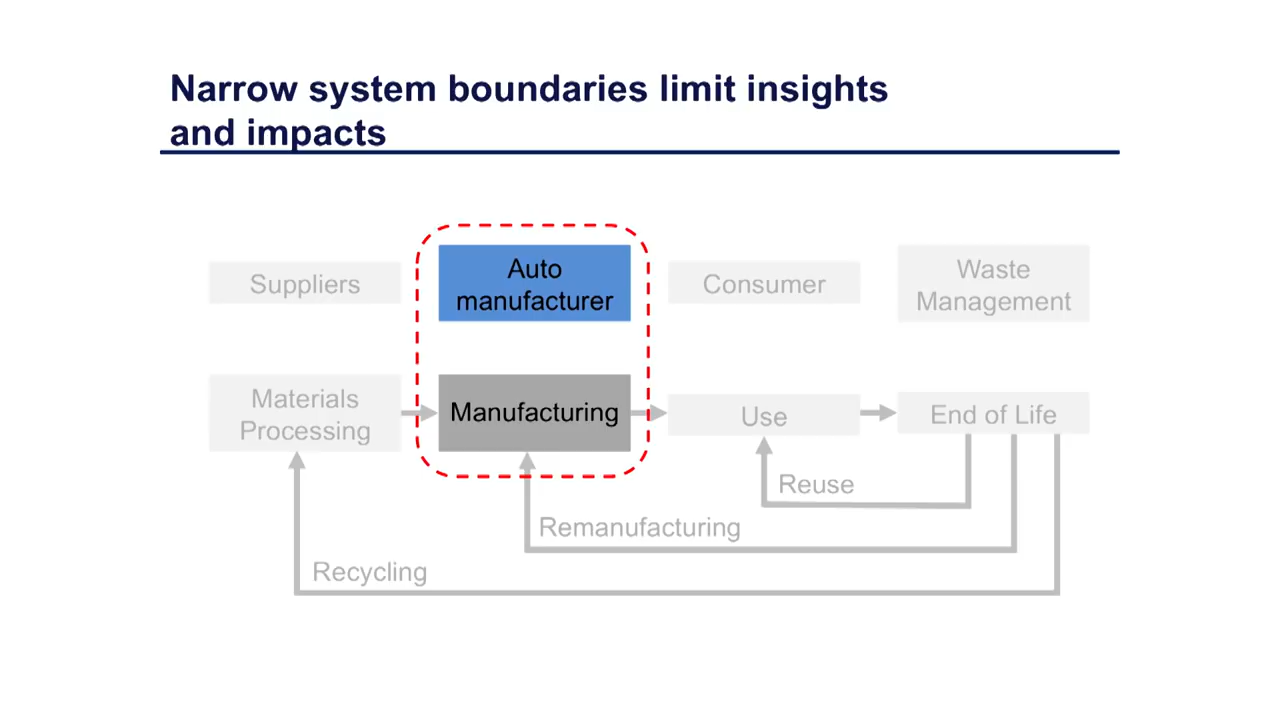 Narrow system boundaries limit insights
and impacts
Suppliers
Auto
manufacturer
Consumer
Waste
Management
Materials
Processing
Manufacturing
Use
End of Life
Reuse
Remanufacturing
Recycling